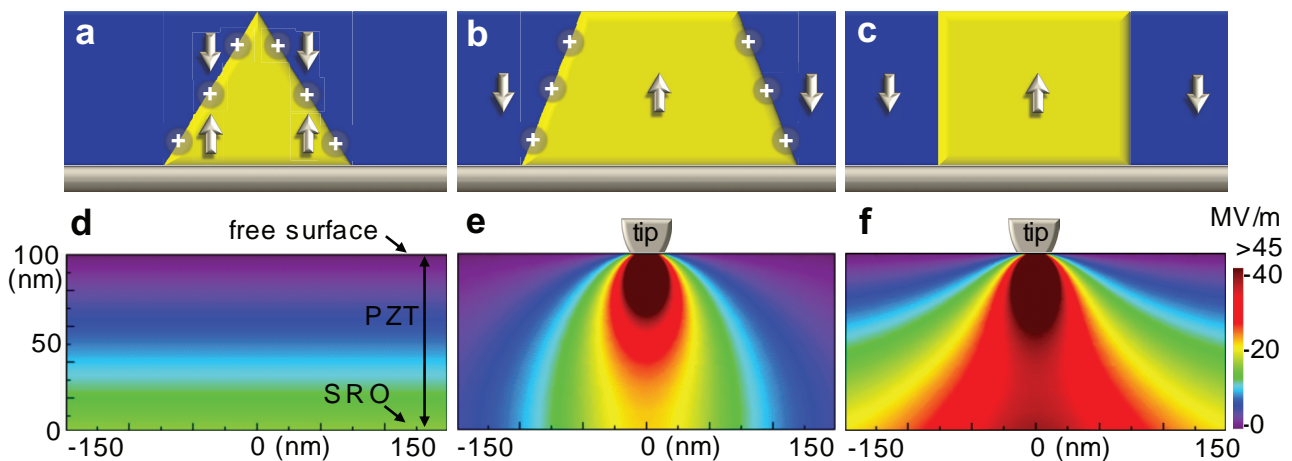 a
b
c
+ + + + + +
+ + + + + +
d
free surface
100
(nm)
PZT
50
SRO
0
-150 0 (nm) 150
e
tip
-150 0 (nm) 150
f
tip
-150 0 (nm) 150
MV/m
>45
-40
-20
-0